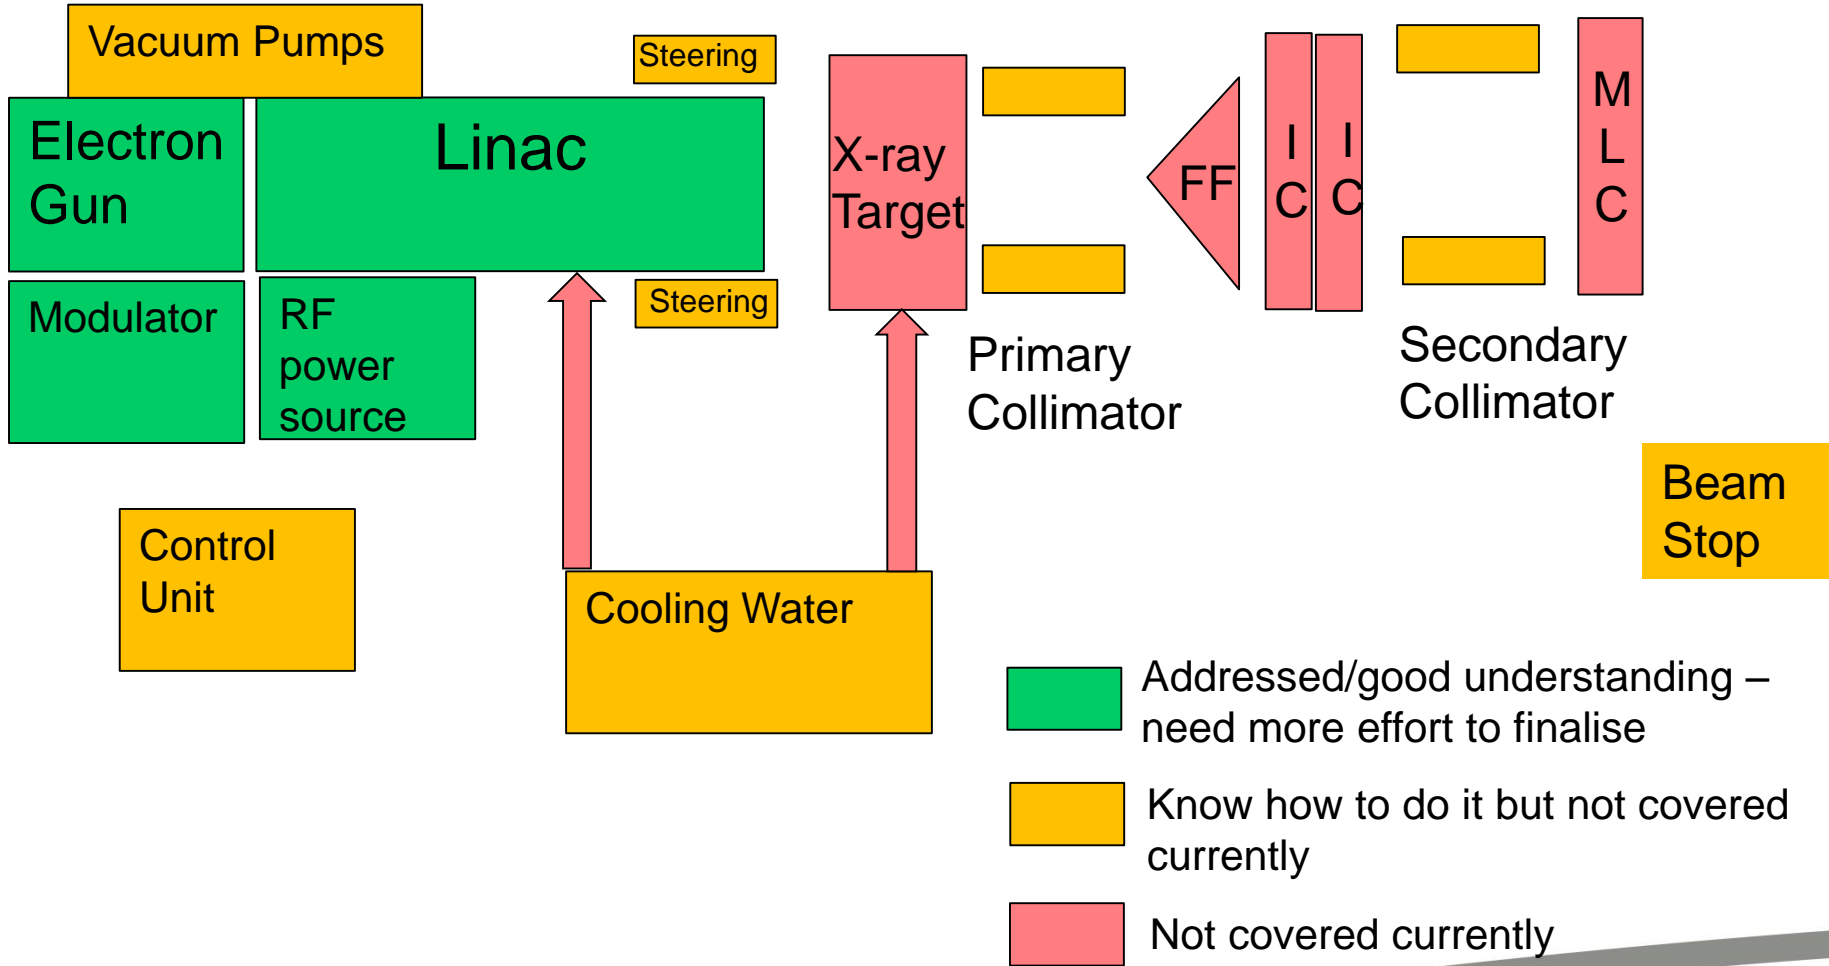 Vacuum Pumps
Steering
Electron
Gun
Linac
X-ray
Target
FF
I
C
I
C
M
L
C
Modulator
RF
power
source
Steering
Primary
Collimator
Secondary
Collimator
Beam
Stop
Control
Unit
Cooling Water
Addressed/good understanding –
need more effort to finalise
Know how to do it but not covered
currently
Not covered currently